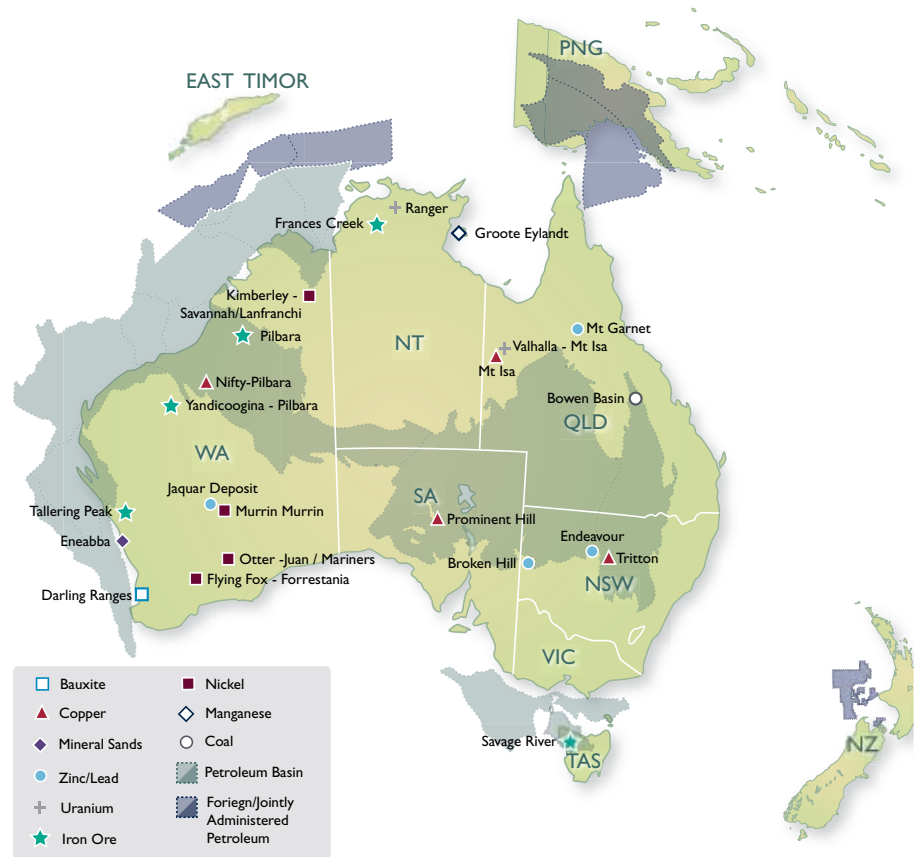 PNG
EAST TIMOR
Ranger
Frances Creek
Groote Eylandt
Kimberley -
Savannah/Lanfranchi
Pilbara
NT
Mt Garnet
Valhalla - Mt Isa
Mt Isa
Nifty-Pilbara
Yandicoogina - Pilbara
Bowen Basin
QLD
WA
Jaquar Deposit
Murrin Murrin
SA
Tallering Peak
Prominent Hill
Eneabba
Endeavour
Tritton
Otter -Juan / Mariners
Broken Hill
Flying Fox - Forrestania
NSW
Darling Ranges
VIC
Savage River
TAS
NZ
Bauxite
Copper
Mineral Sands
Zinc/Lead
Uranium
Iron Ore
Nickel
Manganese
Coal
Petroleum Basin
Foriegn/Jointly
Administered
Petroleum